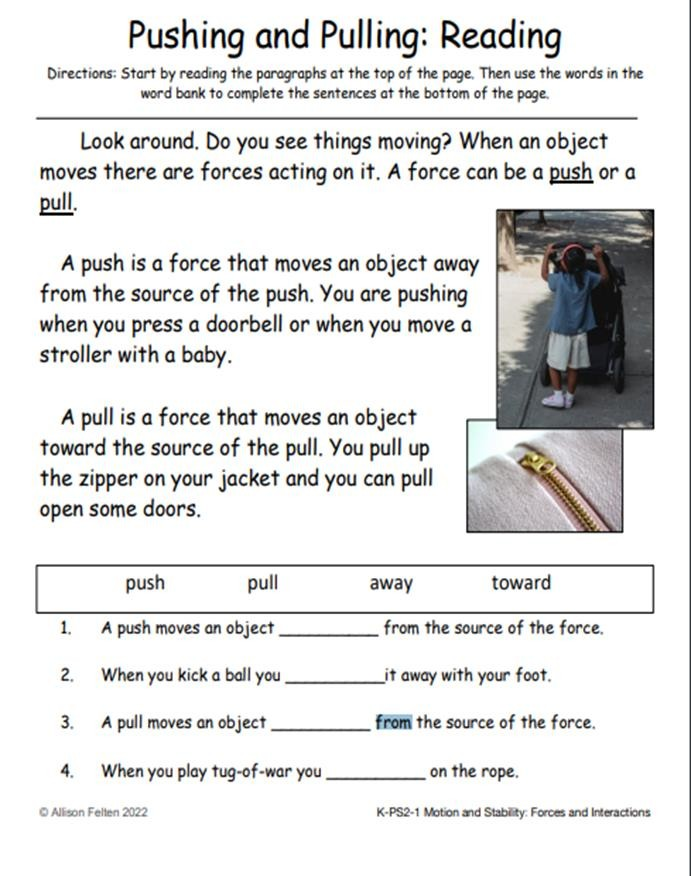 Pushing and Pulling: Reading
Directions: Start by reading the paragraphs at the top of the page. Then use the words in the
word bank to complete the sentences at the bottom of the page.
Look around. Do you see things moving? When an object
moves there are forces acting on it. A force can be a push or a
pull.
A push is a force that moves an object away
from the source of the push. You are pushing
when you press a doorbell or when you move a
stroller with a baby.
A pull is a force that moves an object
toward the source of the pull. You pull up
the zipper on your jacket and you can pull
open some doors.
push pull away toward
1. A push moves an object __________ from the source of the force.
2. When you kick a ball you __________it away with your foot.
3. A pull moves an object __________ from the source of the force.
4. When you play tug-of-war you __________ on the rope.
© Allison Felten 2022 K-PS2-1 Motion and Stability: Forces and Interactions